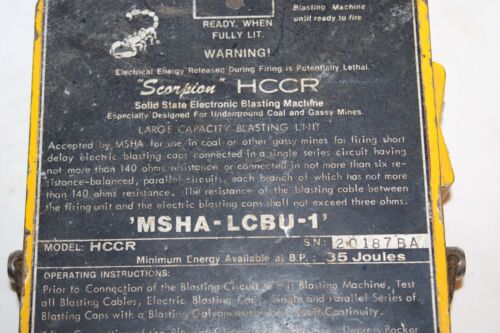 Blasting Machine
until ready to fire
READY, WHEN
FULLY LIT.
WARNING!
Electrical Energy Released During Firing is Potentially Lethal.
"Scorpion" HCCR
Solid State Electronic Blasting Machine
Especially Designed For Underground Coal and Gassy Mines.
LARGE CAPACITY BLASTING UNIT
Accepted by MSHA for use in coal or other gassy mines for firing short
delay electric blasting caps connected in a single series circuit having
not more than 140 ohms resistance or connected in not more than six re-
sistance-balanced, parallel circuits, each branch of which has not more
than 140 ohms resistance. The resistance of the blasting cable between
the firing unit and the electric blasting caps shall not exceed three ohms.
'MSHA-LCBU-1'
MODEL: HCCR S.N: 20187BA
Minimum Energy Available at B.P.: 35 Joules
OPERATING INSTRUCTIONS:
Prior to Connection of the Blasting Circuit to this Blasting Machine, Test
all Blasting Cables, Electric Blasting Caps, Single and Parallel Series of
Blasting Caps with a Blasting Galvanometer for Circuit Continuity.